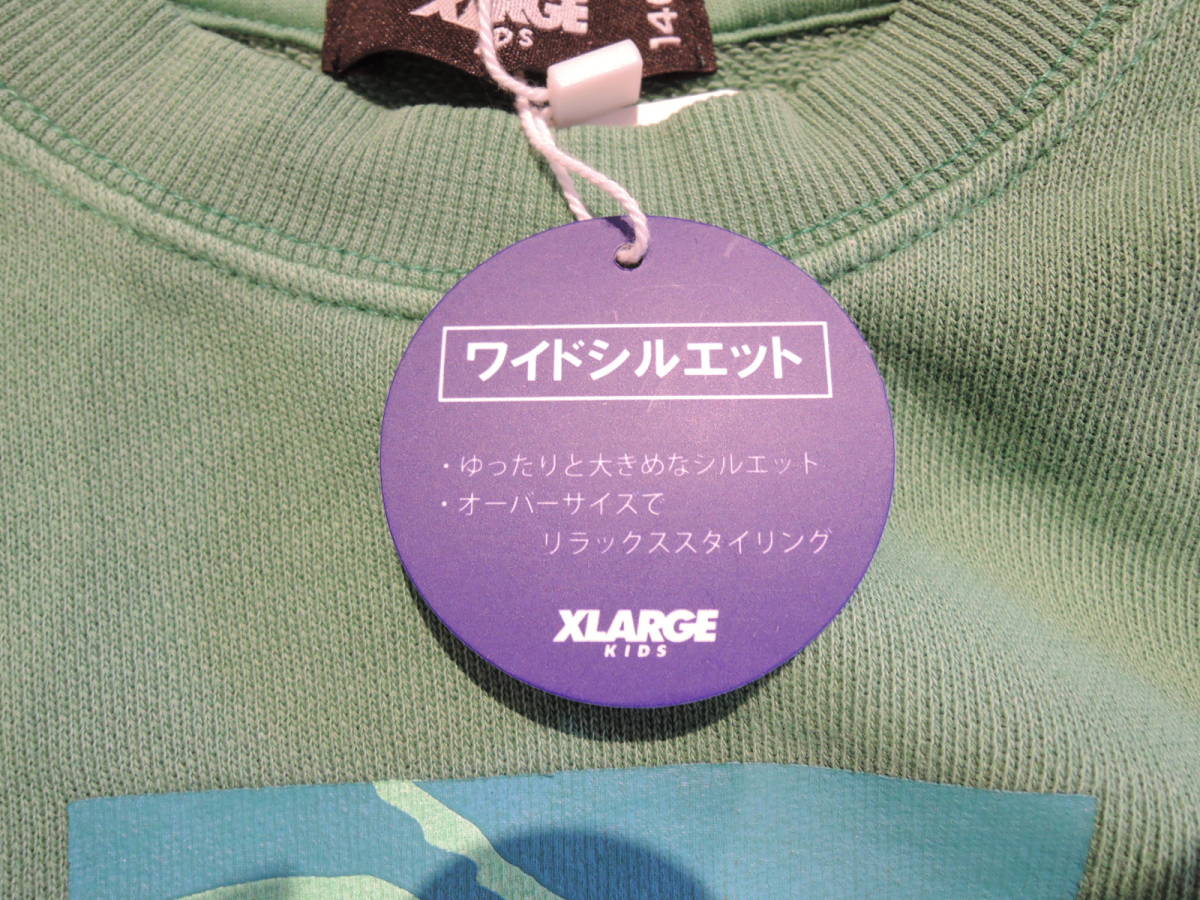 XLARGE
KIDS
140
ワイドシルエット
・ゆったりと大きめなシルエット
・オーバーサイズで
リラックススタイリング
XLARGE
KIDS